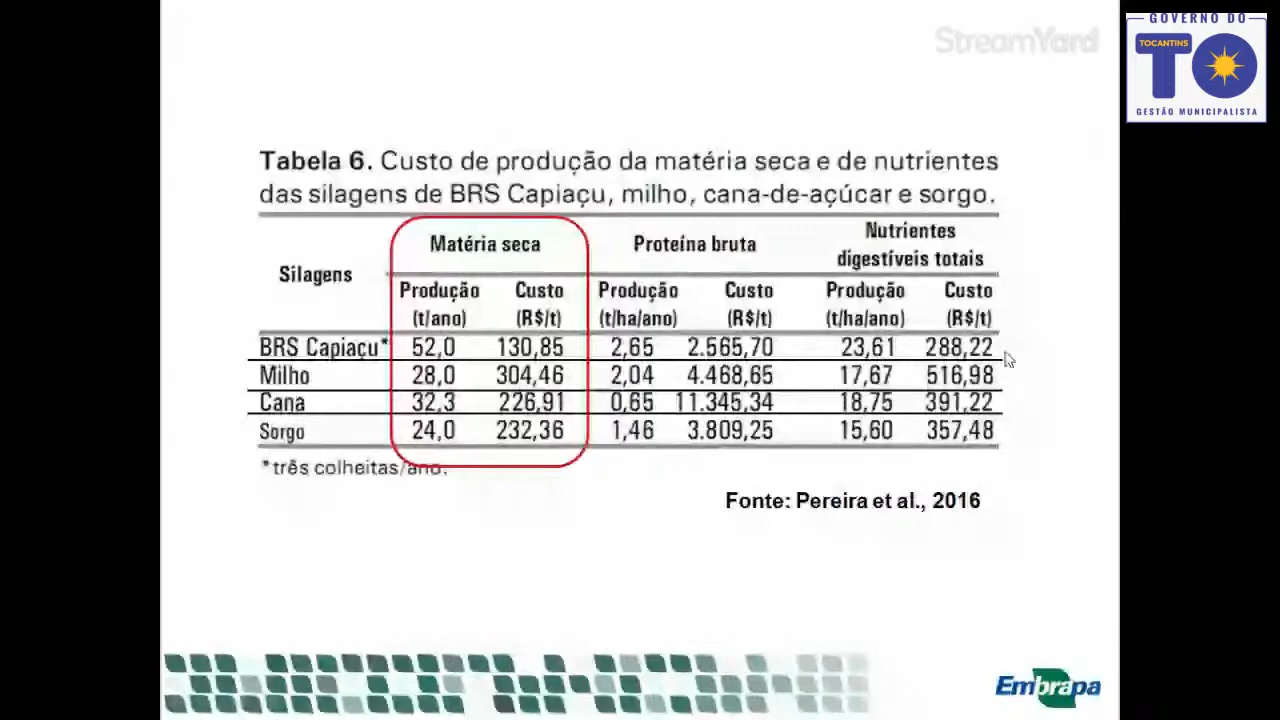 StreamYard
GOVERNO DO
TOCANTINS
TO
GESTÃO MUNICIPALISTA
Tabela 6. Custo de produção da matéria seca e de nutrientes
das silagens de BRS Capiaçu, milho, cana-de-açúcar e sorgo.
Silagens Matéria seca Proteína bruta Nutrientes digestíveis totais
Produção (t/ano) Custo (R$/t) Produção (t/ha/ano) Custo (R$/t) Produção (t/ha/ano) Custo (R$/t)
BRS Capiaçu* 52,0 130,85 2,65 2.565,70 23,61 288,22
Milho 28,0 304,46 2,04 4.468,65 17,67 516,98
Cana 32,3 226,91 0,65 11.345,34 18,75 391,22
Sorgo 24,0 232,36 1,46 3.809,25 15,60 357,48
*três colheitas/ano.
Fonte: Pereira et al., 2016
Embrapa